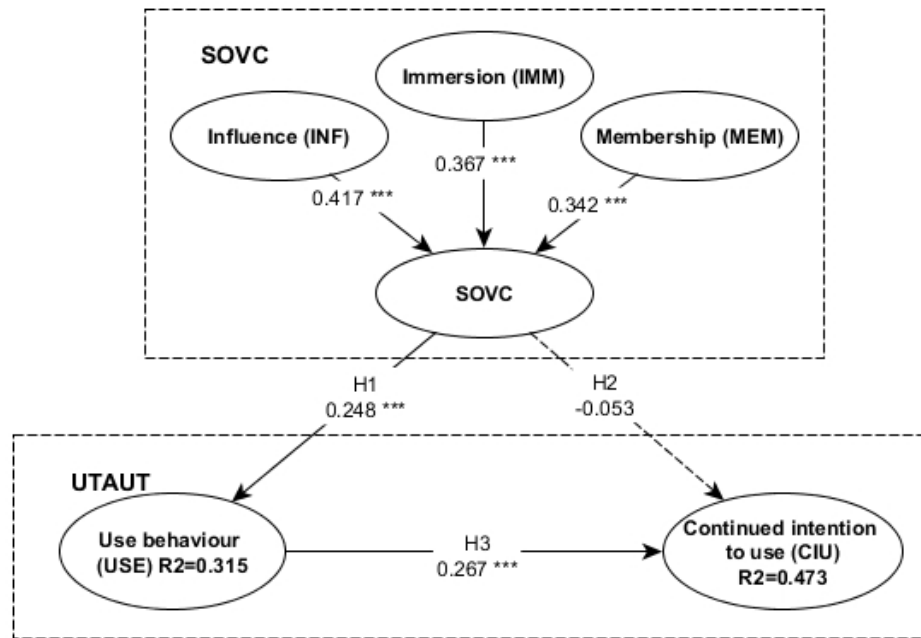 SOVC
Immersion (IMM)
Influence (INF)
Membership (MEM)
0.367 ***
0.417 ***
0.342 ***
SOVC
H1
0.248 ***
H2
-0.053
UTAUT
Use behaviour
(USE) R2=0.315
H3
0.267 ***
Continued intention
to use (CIU)
R2=0.473